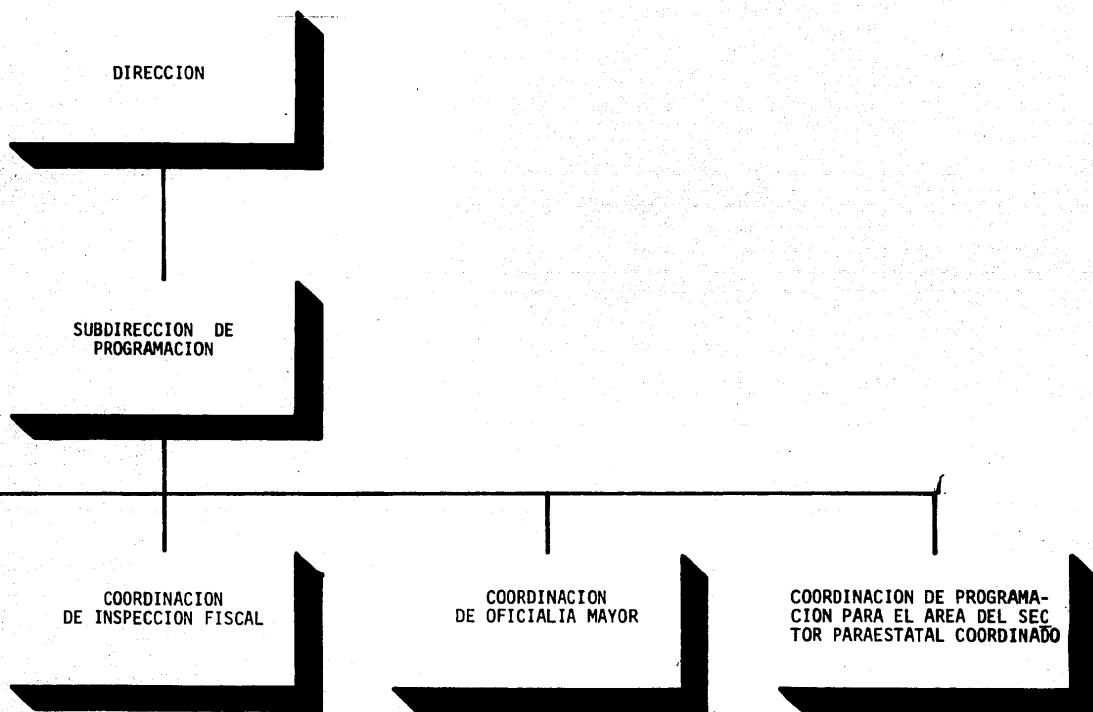 DIRECCION
SUBDIRECCION DE
PROGRAMACION
COORDINACION
DE INSPECCION FISCAL
COORDINACION
DE OFICIALIA MAYOR
COORDINACION DE PROGRAMA-
CION PARA EL AREA DEL SEC
TOR PARAESTATAL COORDINADO